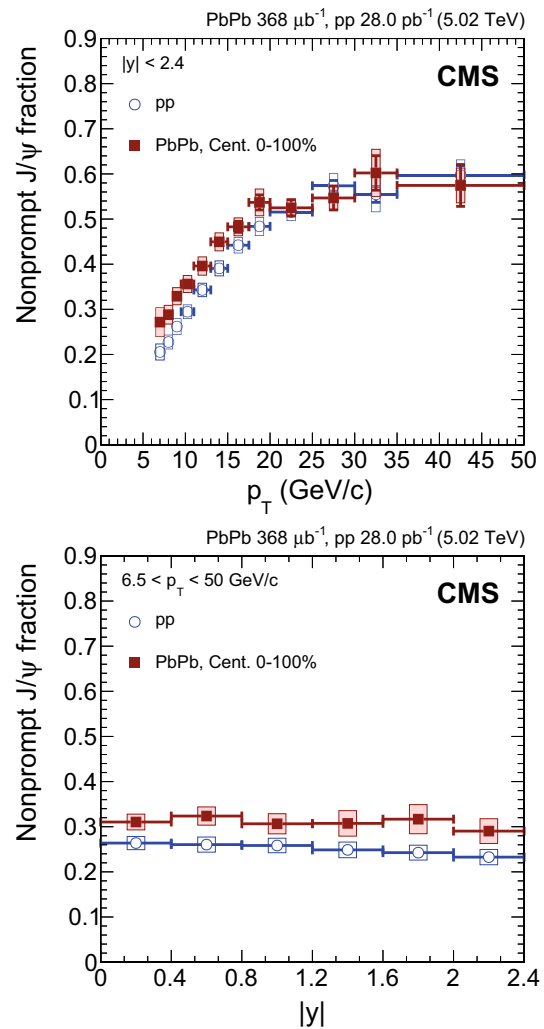 PbPb 368 μb⁻¹, pp 28.0 pb⁻¹ (5.02 TeV)
0.9
|y| < 2.4
CMS
0.8
pp
0.7
PbPb, Cent. 0-100%
0.6
0.5
0.4
0.3
0.2
0.1
0
Nonprompt J/ψ fraction
0 5 10 15 20 25 30 35 40 45 50
p_T (GeV/c)
PbPb 368 μb⁻¹, pp 28.0 pb⁻¹ (5.02 TeV)
0.9
6.5 < p_T < 50 GeV/c
CMS
0.8
pp
0.7
PbPb, Cent. 0-100%
0.6
0.5
0.4
0.3
0.2
0.1
0
Nonprompt J/ψ fraction
0 0.4 0.8 1.2 1.6 2 2.4
|y|